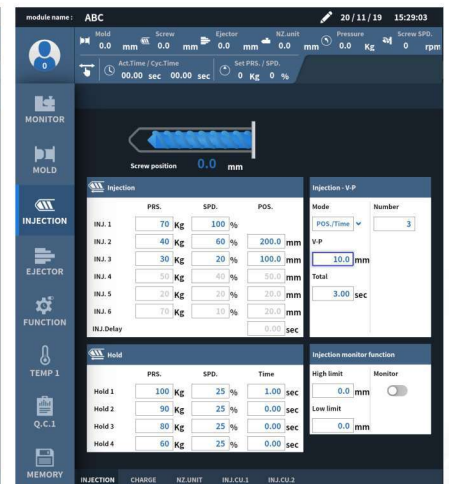 module name : ABC 20 / 11 / 19 15:29:03
Mold Screw Ejector NZ.unit Pressure Screw SPD.
0.0 mm 0.0 mm 0.0 mm 0.0 mm 0.0 Kg 0 rpm
0
Act.Time / Cyc.Time Set PRS. / SPD.
00.00 sec 00.00 sec 0 Kg 0 %
MONITOR
MOLD
INJECTION
EJECTOR
FUNCTION
TEMP 1
Q.C.1
MEMORY
Screw position 0.0 mm
Injection
PRS. SPD. POS.
INJ. 1 70 Kg 100 %
INJ. 2 40 Kg 60 % 200.0 mm
INJ. 3 30 Kg 20 % 100.0 mm
INJ. 4 50 Kg 40 % 50.0 mm
INJ. 5 20 Kg 20 % 20.0 mm
INJ. 6 70 Kg 10 % 20.0 mm
INJ.Delay 0.00 sec
Injection - V-P
Mode Number
POS./Time 3
V-P
10.0 mm
Total
3.00 sec
Hold
PRS. SPD. Time
Hold 1 100 Kg 25 % 1.00 sec
Hold 2 90 Kg 25 % 0.00 sec
Hold 3 80 Kg 25 % 0.00 sec
Hold 4 60 Kg 25 % 0.00 sec
Injection monitor function
High limit Monitor
0.0 mm
Low limit
0.0 mm
INJECTION CHARGE NZ.UNIT INJ.CU.1 INJ.CU.2